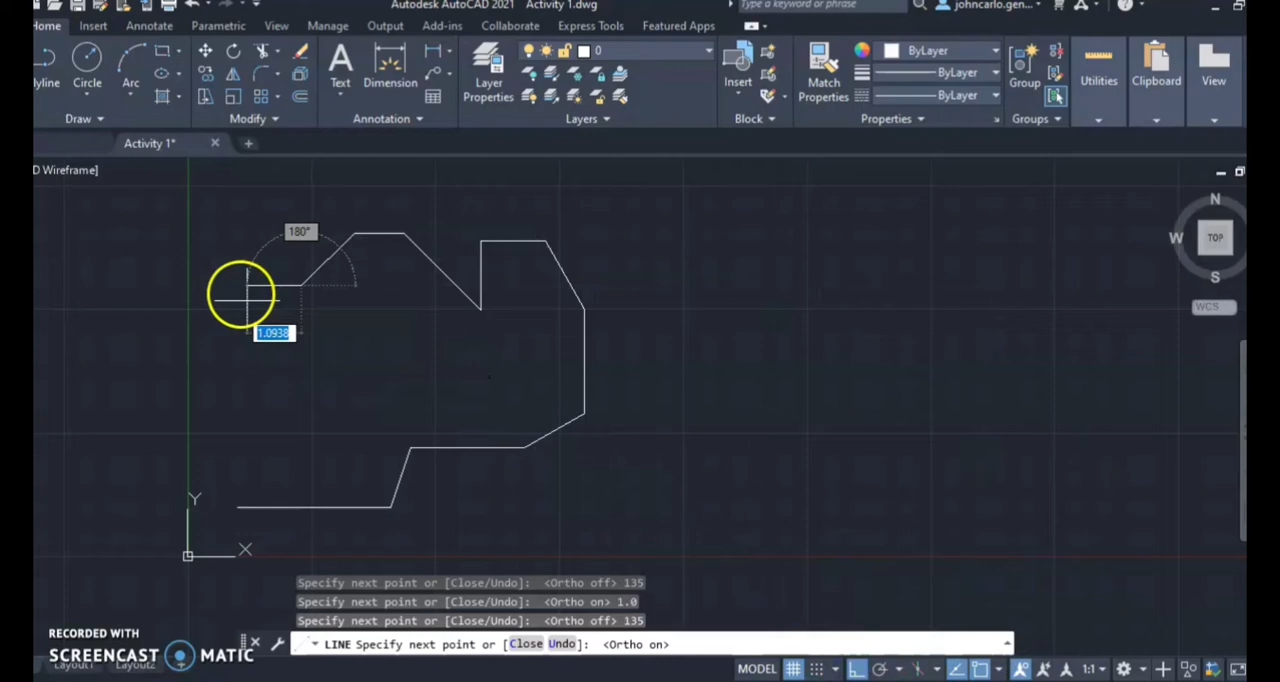 Autodesk AutoCAD 2021 Activity 1.dwg
Type a keyword or phrase
johncarlo.gen...
Home Insert Annotate Parametric View Manage Output Add-ins Collaborate Express Tools Featured Apps
0
ByLayer
ByLayer
ByLayer
yline Circle Arc
Text Dimension
Layer Properties
Insert
Match Properties
Group
Utilities Clipboard View
Draw Modify Annotation Layers Block Properties Groups
Activity 1*
D Wireframe]
N
W TOP
S
WCS
180°
1.0938
Y
X
Specify next point or [Close/Undo]: <Ortho off> 135
Specify next point or [Close/Undo]: <Ortho on> 1.0
Specify next point or [Close/Undo]: <Ortho off> 135
LINE Specify next point or [Close Undo]: <Ortho on>
RECORDED WITH
SCREENCAST MATIC
Layout1 Layout2
MODEL 1:1